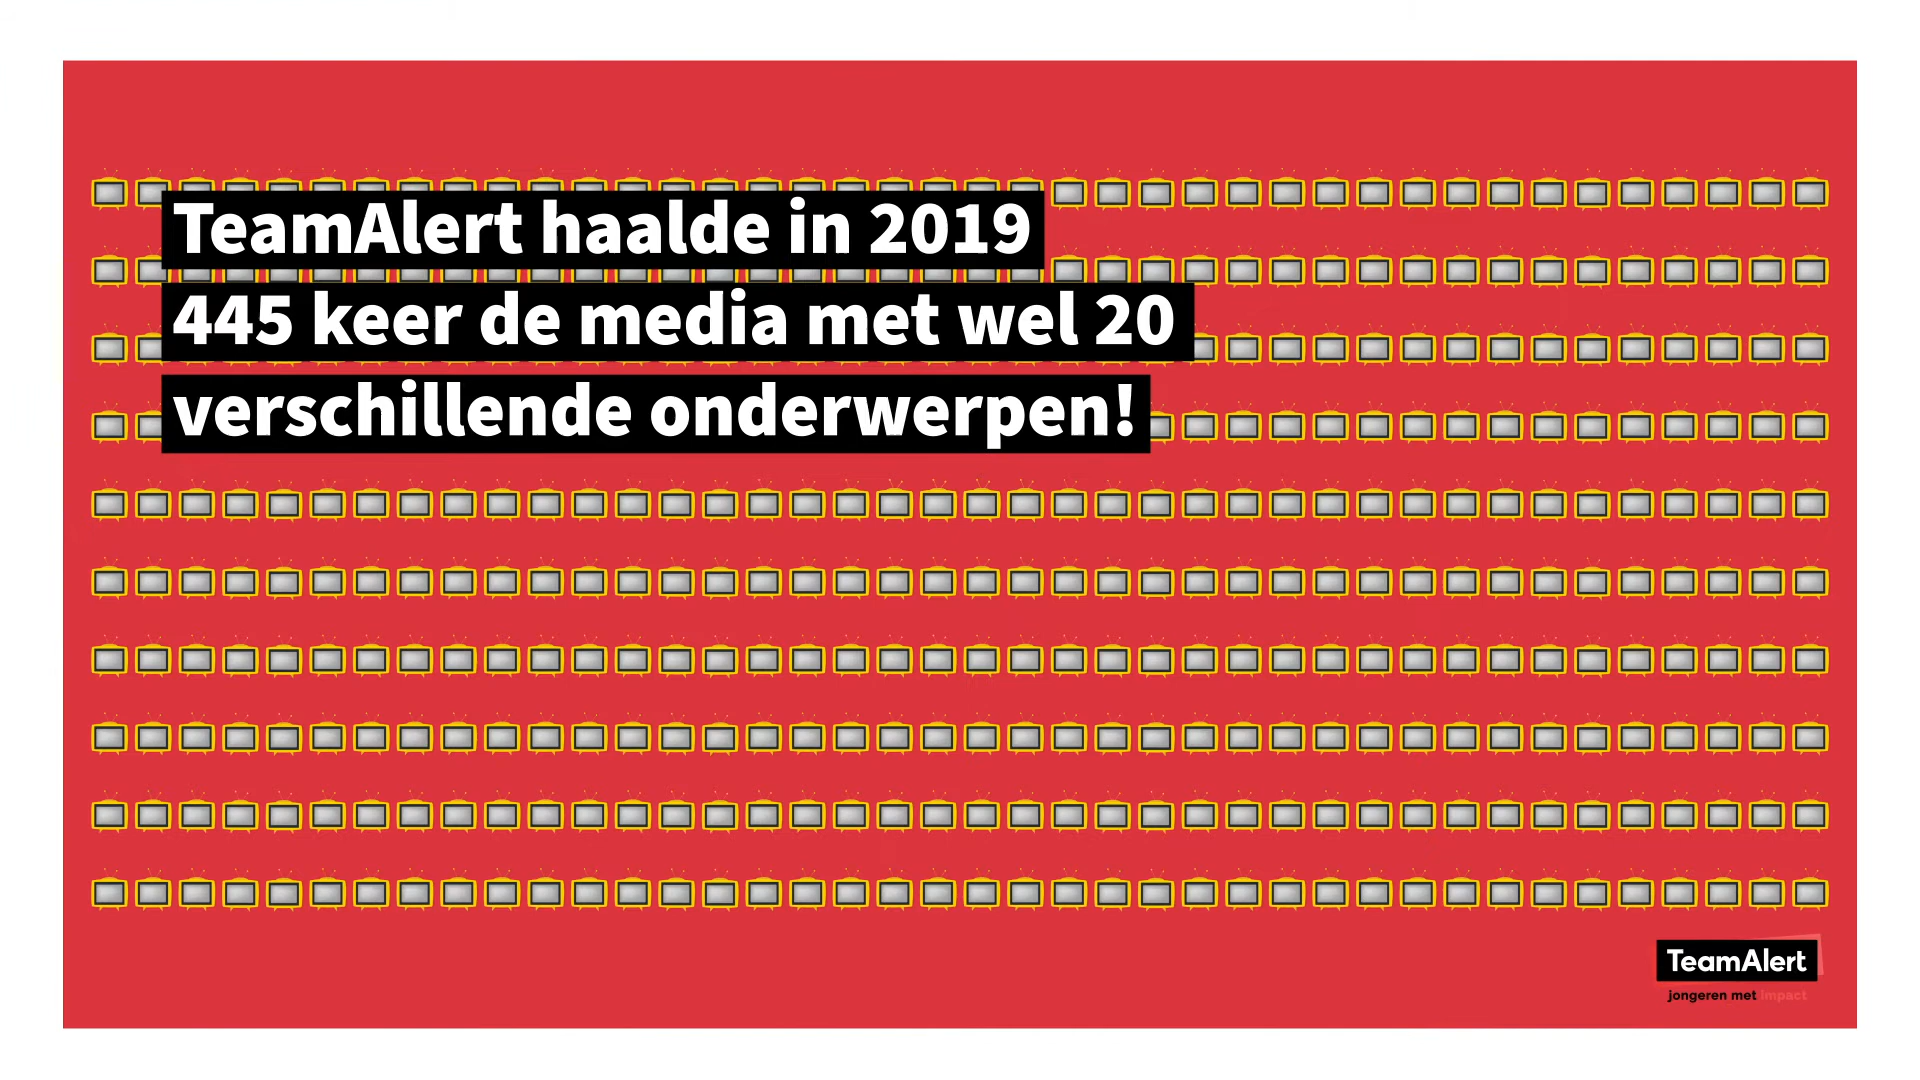 TeamAlert haalde in 2019
445 keer de media met wel 20
verschillende onderwerpen!
TeamAlert
jongeren met impact